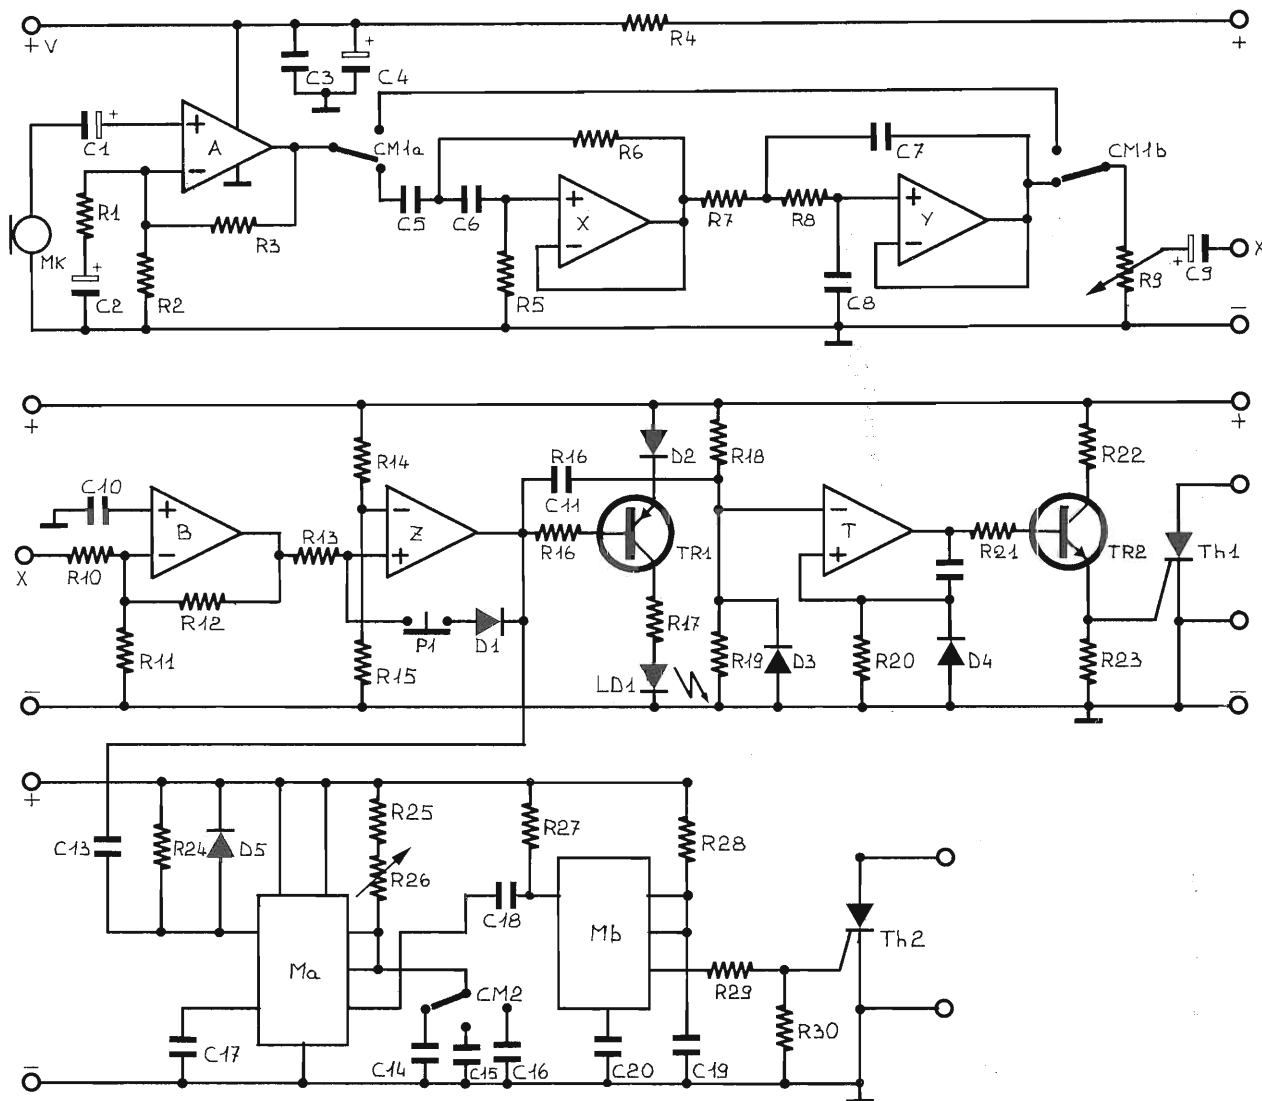 + V
R4
+
C3
+
C4
C1
+
+
A
−
CM1a
R6
C7
CM1b
R1
R3
C5
C6
+
X
−
R7
R8
+
Y
−
MK
+
C2
R2
R5
C8
R9
+
C9
X
−
+
+
R14
R16
D2
R18
R22
C10
+
B
−
R13
−
Z
+
C11
R16
TR1
−
T
+
R21
TR2
Th1
X
R10
R12
P1
D1
R17
R11
R15
LD1
R19
D3
R20
D4
R23
−
−
+
C13
R24
D5
R25
R26
R27
R28
C18
Mb
Th2
Ma
CM2
R29
R30
C17
C14
C15
C16
C20
C19
−